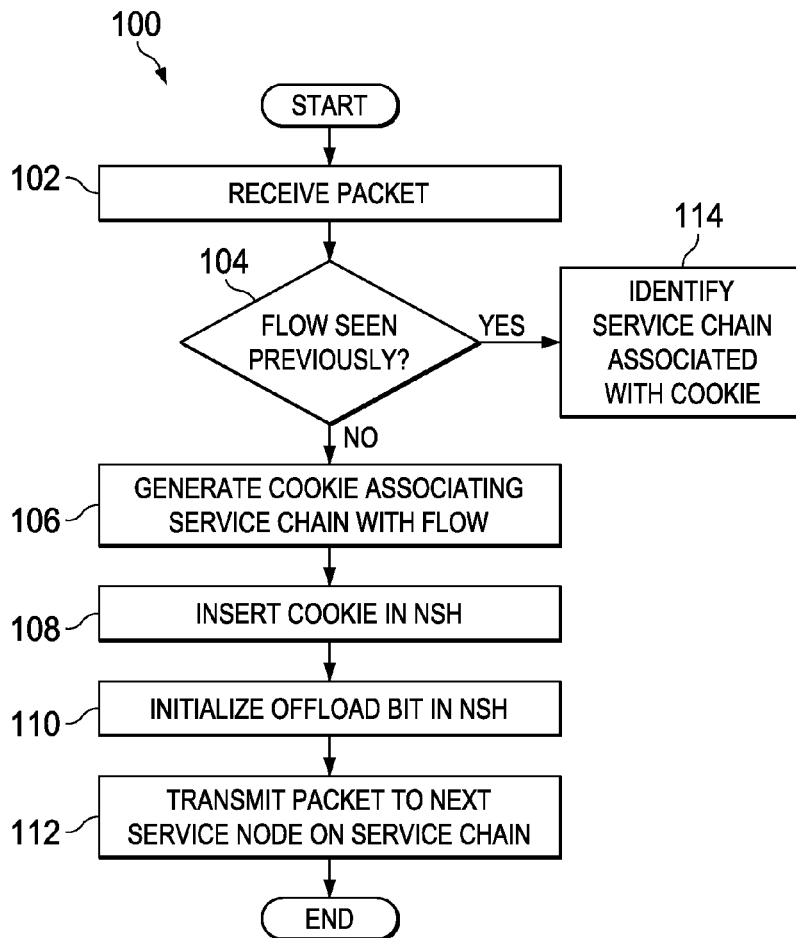 100
START
102
RECEIVE PACKET
104
FLOW SEEN
PREVIOUSLY?
YES
114
IDENTIFY
SERVICE CHAIN
ASSOCIATED
WITH COOKIE
NO
106
GENERATE COOKIE ASSOCIATING
SERVICE CHAIN WITH FLOW
108
INSERT COOKIE IN NSH
110
INITIALIZE OFFLOAD BIT IN NSH
112
TRANSMIT PACKET TO NEXT
SERVICE NODE ON SERVICE CHAIN
END